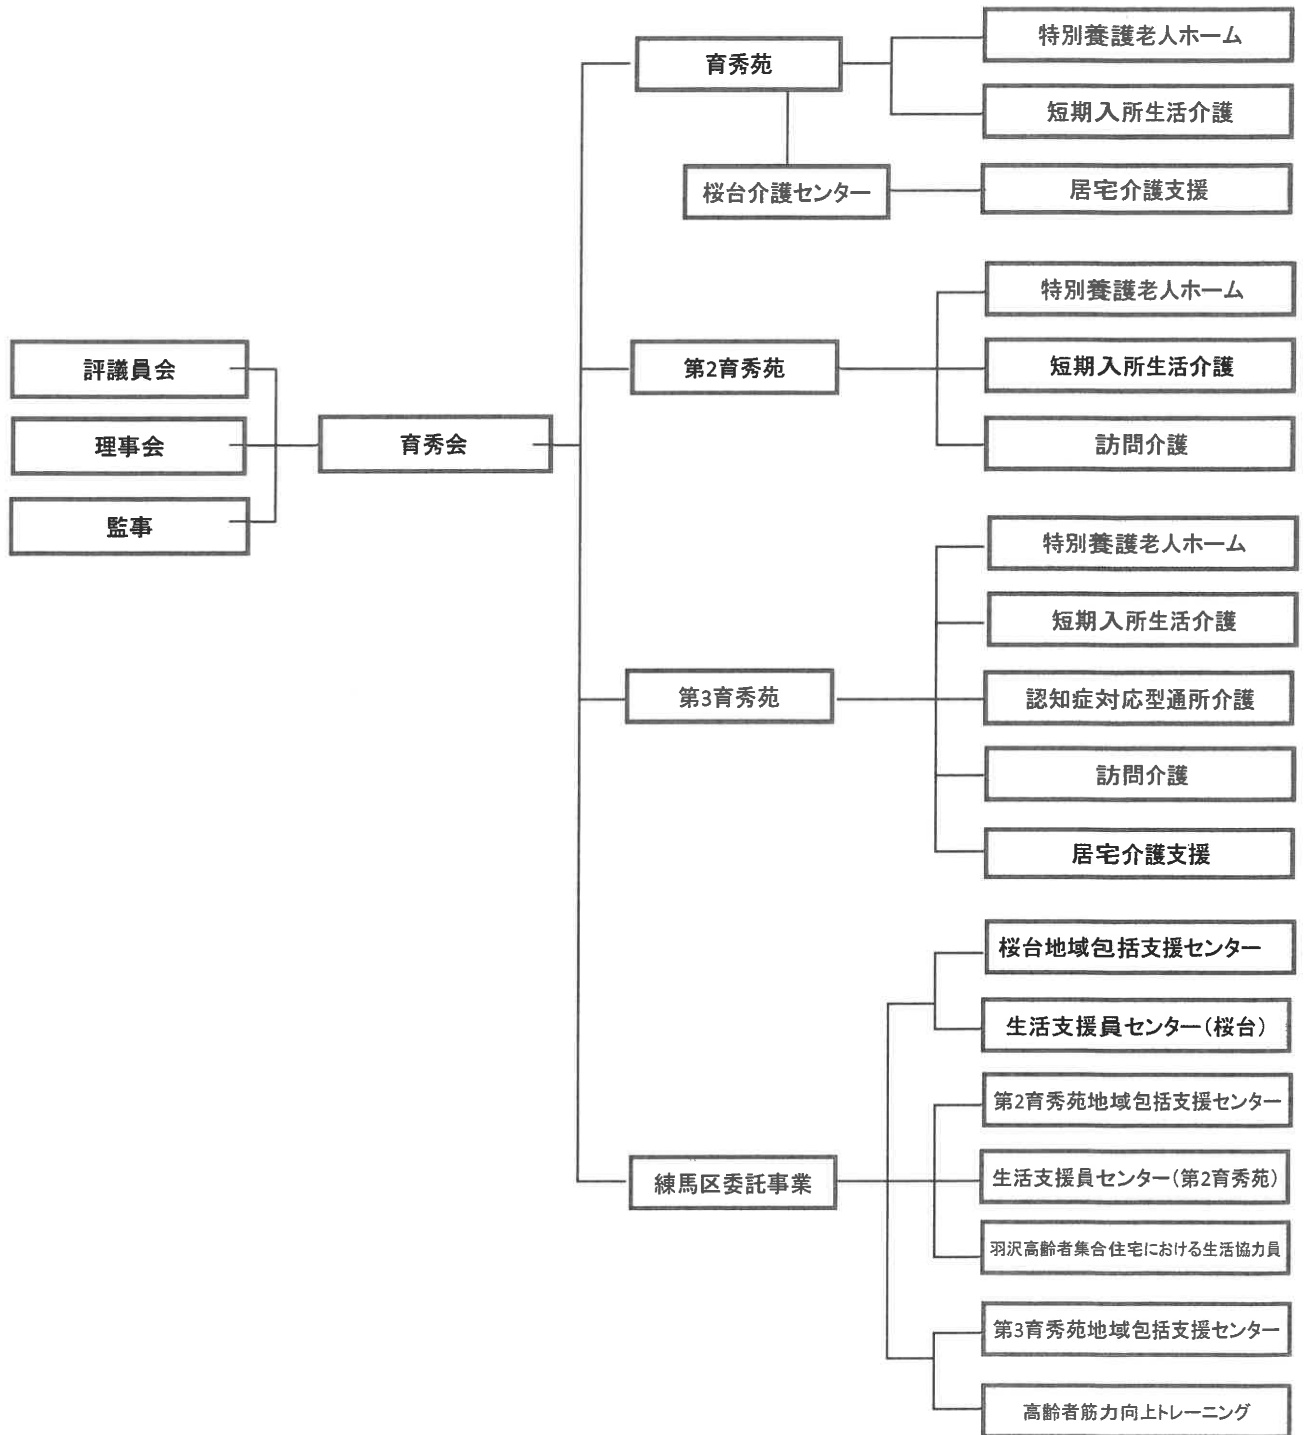 評議員会
理事会
監事
育秀会
育秀苑
特別養護老人ホーム
短期入所生活介護
桜台介護センター
居宅介護支援
第2育秀苑
特別養護老人ホーム
短期入所生活介護
訪問介護
第3育秀苑
特別養護老人ホーム
短期入所生活介護
認知症対応型通所介護
訪問介護
居宅介護支援
練馬区委託事業
桜台地域包括支援センター
生活支援員センター(桜台)
第2育秀苑地域包括支援センター
生活支援員センター(第2育秀苑)
羽沢高齢者集合住宅における生活協力員
第3育秀苑地域包括支援センター
高齢者筋力向上トレーニング